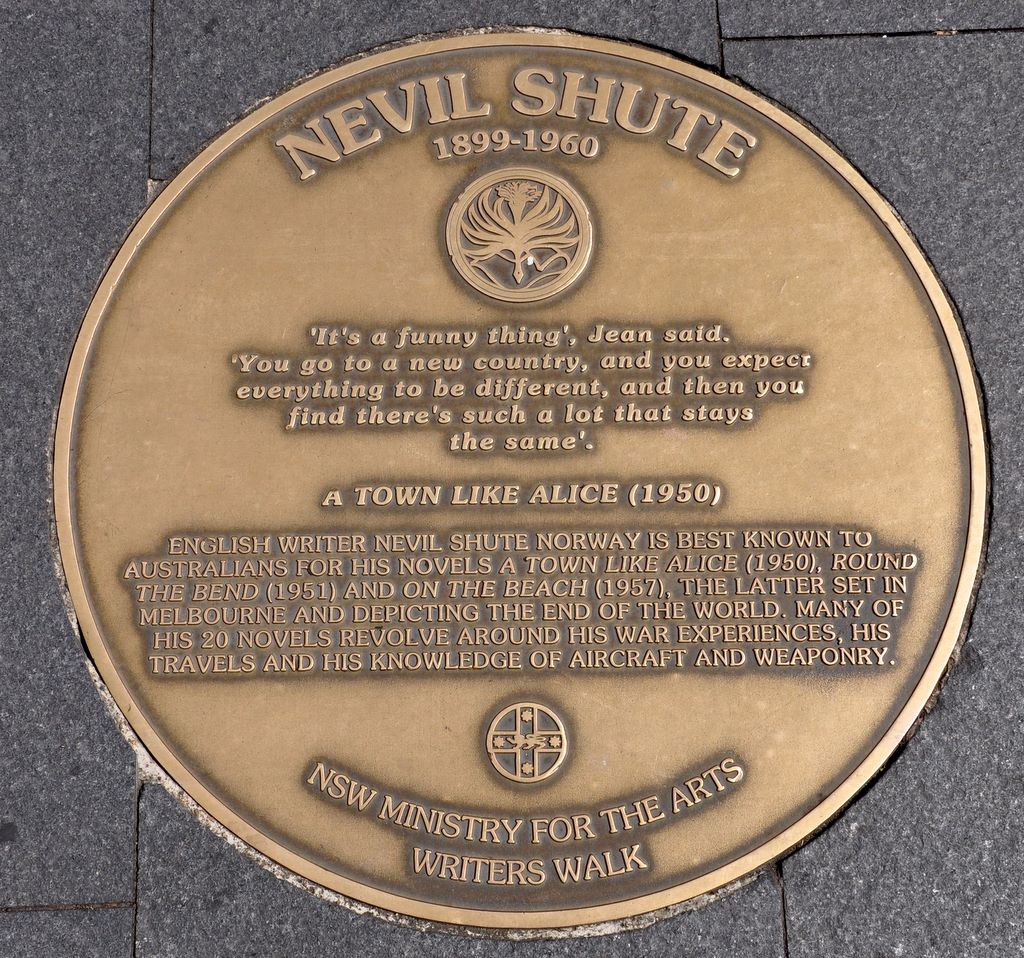 NEVIL SHUTE
1899-1960
'It's a funny thing', Jean said.
'You go to a new country, and you expect
everything to be different, and then you
find there's such a lot that stays
the same'.
A TOWN LIKE ALICE (1950)
ENGLISH WRITER NEVIL SHUTE NORWAY IS BEST KNOWN TO
AUSTRALIANS FOR HIS NOVELS A TOWN LIKE ALICE (1950), ROUND
THE BEND (1951) AND ON THE BEACH (1957), THE LATTER SET IN
MELBOURNE AND DEPICTING THE END OF THE WORLD. MANY OF
HIS 20 NOVELS REVOLVE AROUND HIS WAR EXPERIENCES, HIS
TRAVELS AND HIS KNOWLEDGE OF AIRCRAFT AND WEAPONRY.
NSW MINISTRY FOR THE ARTS
WRITERS WALK